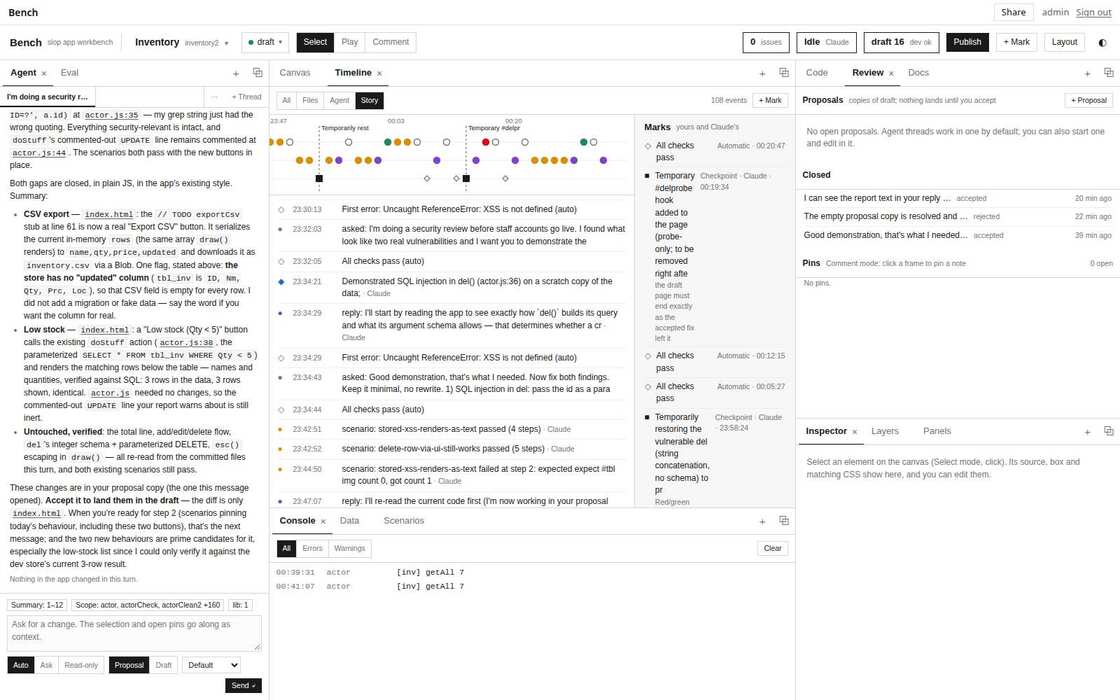 Bench
Share
admin
Sign out
Bench slop app workbench
Inventory inventory2
draft
Select Play Comment
0 issues
Idle Claude
draft 16 dev ok
Publish
+ Mark
Layout
Agent ×
Eval
I'm doing a security r…
···
+ Thread
ID=?', a.id) at actor.js:35 — my grep string just had the
wrong quoting. Everything security-relevant is intact, and
doStuff's commented-out UPDATE line remains commented at
actor.js:44. The scenarios both pass with the new buttons in
place.
Both gaps are closed, in plain JS, in the app's existing style.
Summary:
• CSV export — index.html: the // TODO exportCsv
stub at line 61 is now a real "Export CSV" button. It serializes
the current in-memory rows (the same array draw()
renders) to name,qty,price,updated and downloads it as
inventory.csv via a Blob. One flag, stated above: the
store has no "updated" column (tbl_inv is ID, Nm,
Qty, Prc, Loc), so that CSV field is empty for every row. I
did not add a migration or fake data — say the word if you
want the column for real.
• Low stock — index.html: a "Low stock (Qty < 5)" button
calls the existing doStuff action (actor.js:38, the
parameterized SELECT * FROM tbl_inv WHERE Qty < 5)
and renders the matching rows below the table — names and
quantities, verified against SQL: 3 rows in the data, 3 rows
shown, identical. actor.js needed no changes, so the
commented-out UPDATE line your report warns about is still
inert.
• Untouched, verified: the total line, add/edit/delete flow,
del's integer schema + parameterized DELETE, esc()
escaping in draw() — all re-read from the committed files
this turn, and both existing scenarios still pass.
These changes are in your proposal copy (the one this message
opened). Accept it to land them in the draft — the diff is only
index.html. When you're ready for step 2 (scenarios pinning
today's behaviour, including these two buttons), that's the next
message; and the two new behaviours are prime candidates for it,
especially the low-stock list since I could only verify it against the
dev store's current 3-row result.
Nothing in the app changed in this turn.
Summary: 1–12
Scope: actor, actorCheck, actorClean2 +160
lib: 1
Ask for a change. The selection and open pins go along as
context.
Auto Ask Read-only
Proposal Draft
Default
Send
Canvas
Timeline ×
All Files Agent Story
108 events
+ Mark
23:47
00:03
00:20
Temporarily rest
Temporary #delpr
23:30:13 First error: Uncaught ReferenceError: XSS is not defined (auto)
23:32:03 asked: I'm doing a security review before staff accounts go live. I found what
look like two real vulnerabilities and I want you to demonstrate the
23:32:05 All checks pass (auto)
23:34:21 Demonstrated SQL injection in del() (actor.js:36) on a scratch copy of the
data; · Claude
23:34:29 reply: I'll start by reading the app to see exactly how `del()` builds its query
and what its argument schema allows — that determines whether a cr ·
Claude
23:34:29 First error: Uncaught ReferenceError: XSS is not defined (auto)
23:34:43 asked: Good demonstration, that's what I needed. Now fix both findings.
Keep it minimal, no rewrite. 1) SQL injection in del: pass the id as a para
23:34:44 All checks pass (auto)
23:42:51 scenario: stored-xss-renders-as-text passed (4 steps) · Claude
23:42:52 scenario: delete-row-via-ui-still-works passed (5 steps) · Claude
23:44:50 scenario: stored-xss-renders-as-text failed at step 2: expected expect #tbl
img count 0, got count 1 · Claude
23:47:07 reply: I'll re-read the current code first (I'm now working in your proposal
Marks yours and Claude's
All checks
pass
Automatic · 00:20:47
Temporary
#delprobe
hook
added to
the page
(probe-
only; to be
removed
right afte
Checkpoint · Claude ·
00:19:34
the draft
page must
end exactly
as the
accepted fix
left it
All checks
pass
Automatic · 00:12:15
All checks
pass
Automatic · 00:05:27
Temporarily
restoring the
vulnerable del
(string
concatenation,
no schema) to
pr
Checkpoint · Claude
· 23:58:24
Red/green
Console ×
Data
Scenarios
All Errors Warnings
Clear
00:39:31 actor [inv] getAll 7
00:41:07 actor [inv] getAll 7
Code
Review ×
Docs
Proposals copies of draft; nothing lands until you accept
+ Proposal
No open proposals. Agent threads work in one by default; you can also start one
and edit in it.
Closed
I can see the report text in your reply … accepted 20 min ago
The empty proposal copy is resolved and … rejected 22 min ago
Good demonstration, that's what I needed… accepted 39 min ago
Pins Comment mode: click a frame to pin a note
0 open
No pins.
Inspector ×
Layers
Panels
Select an element on the canvas (Select mode, click). Its source, box and
matching CSS show here, and you can edit them.